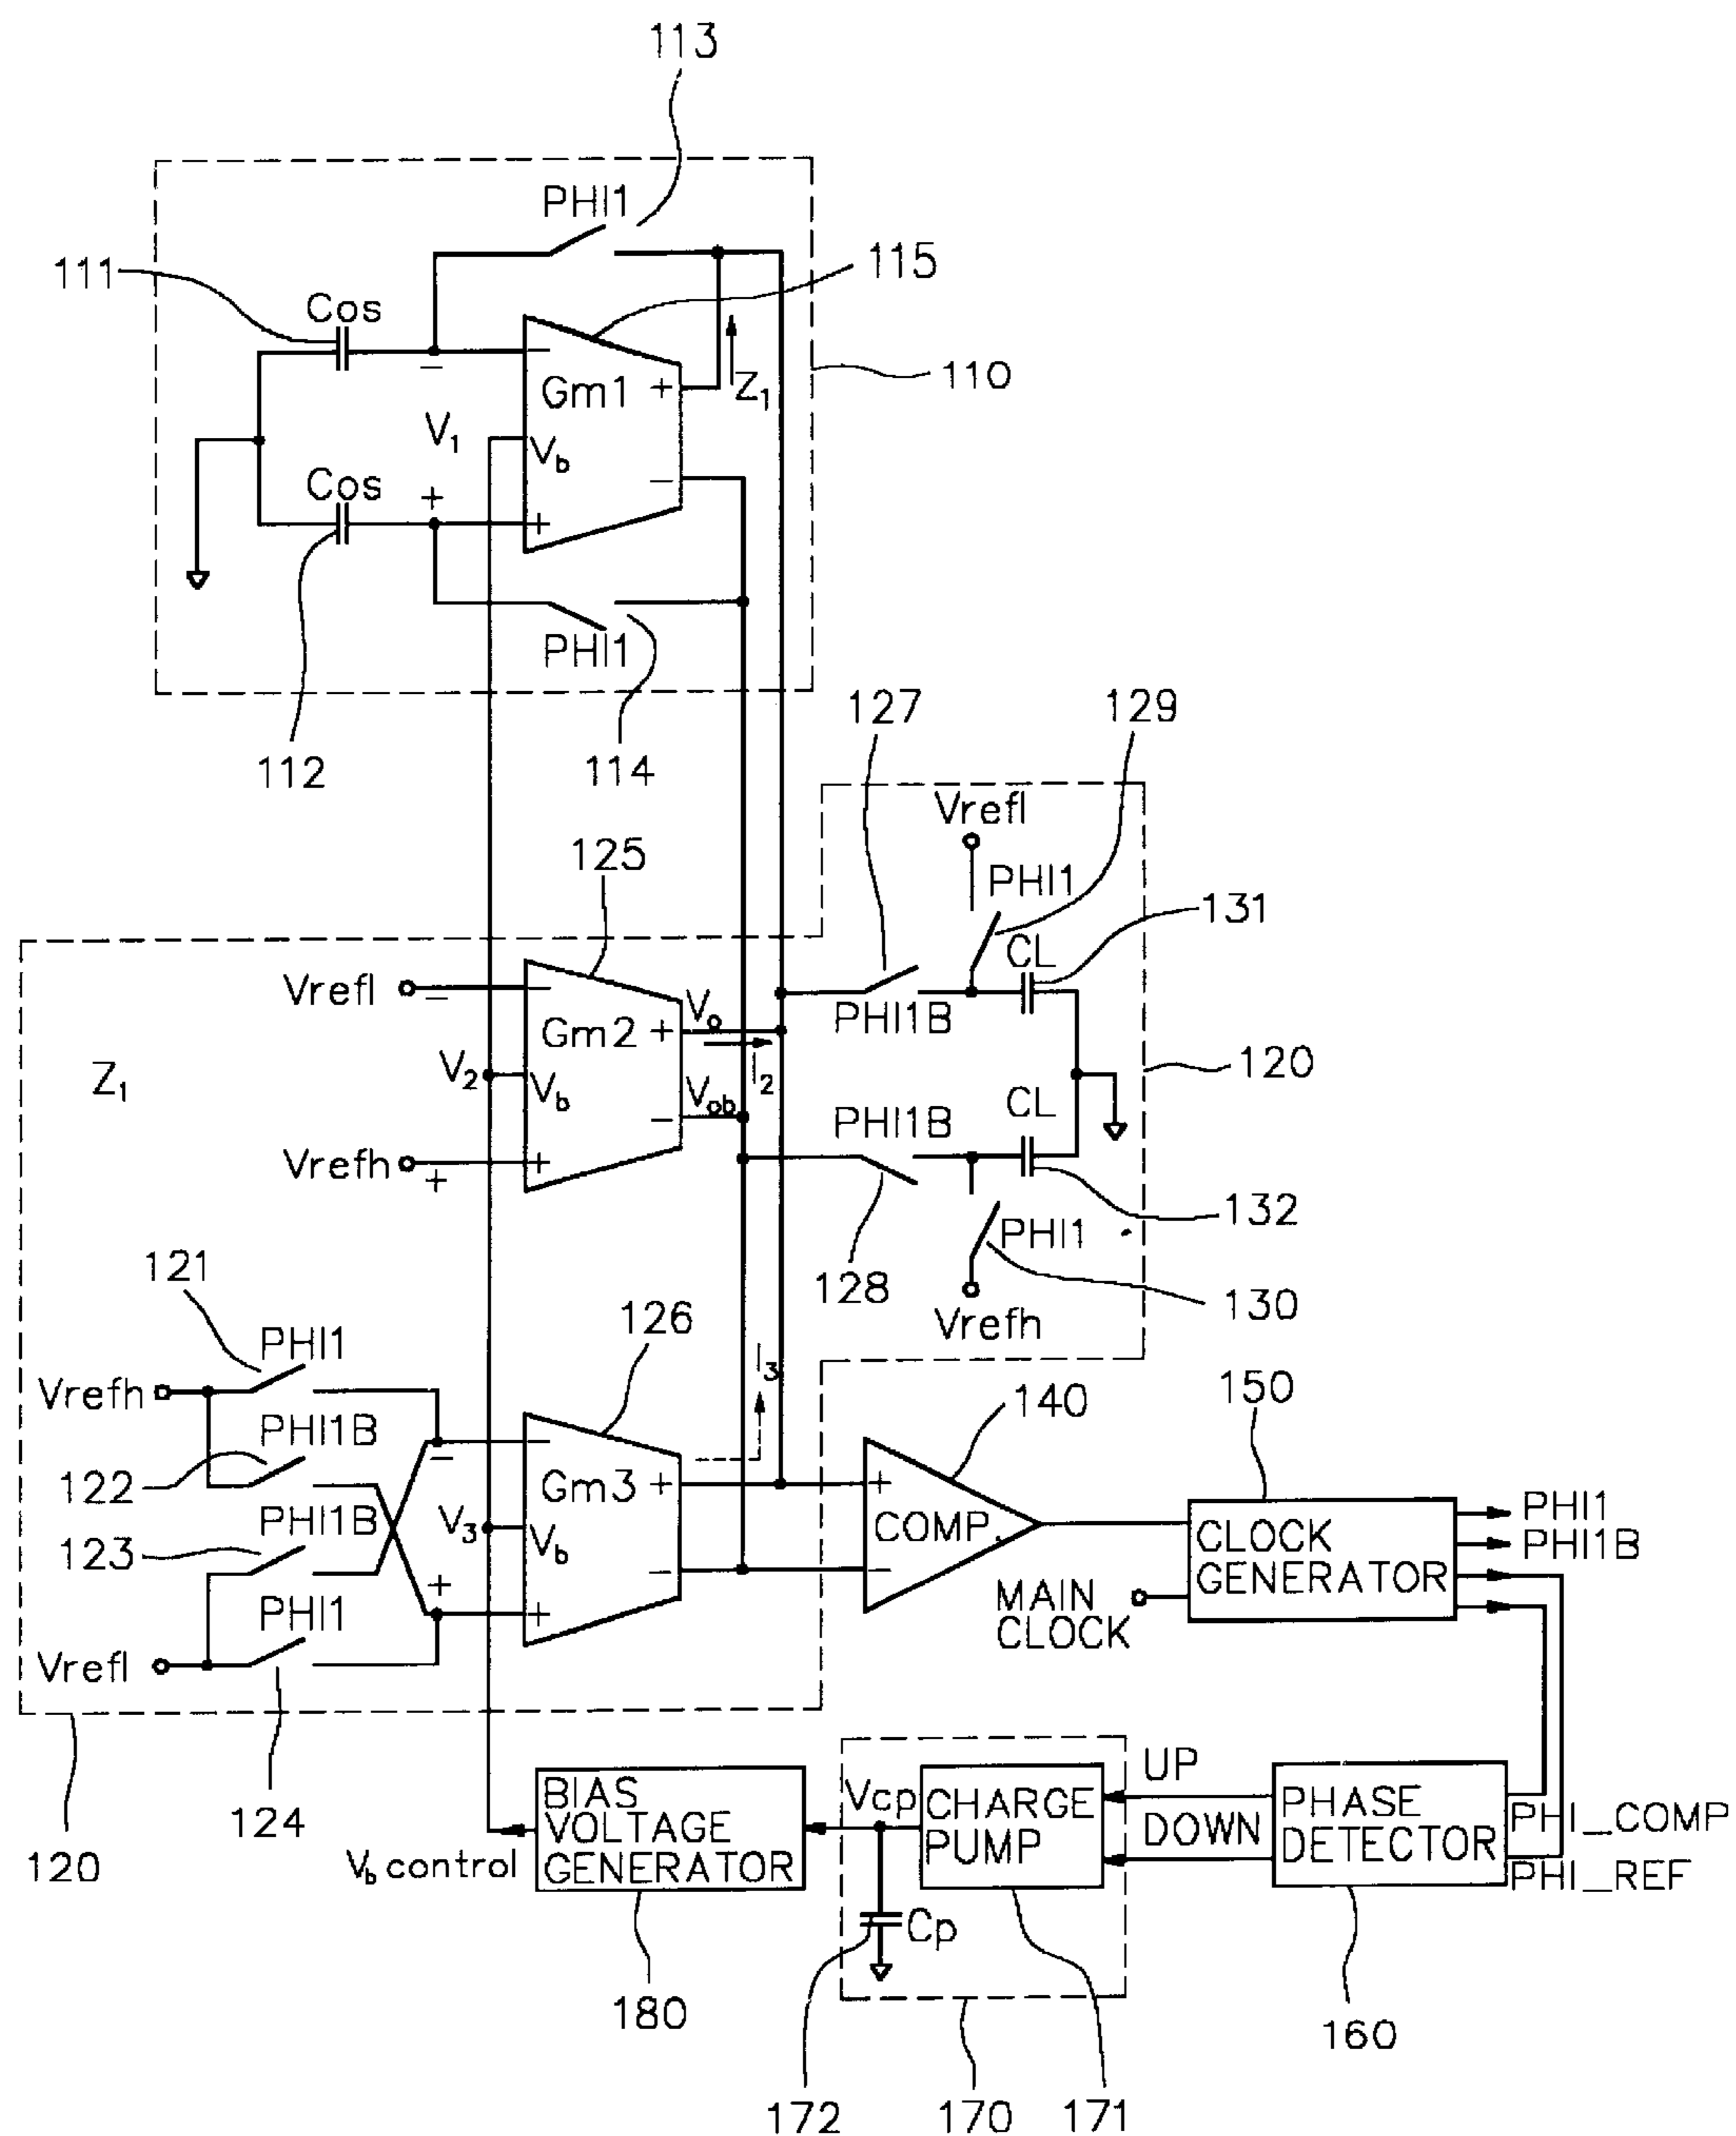 113
PHI1
111
115
Cos
−
−
Gm1
+
Z1
110
V1
Vb
−
Cos
+
+
PHI1
112
114
127
129
Vrefl
125
PHI1
131
CL
Vrefl
−
−
PHI1B
Gm2
+
Vo
Z1
V2
Vb
I2
120
Vob
CL
−
PHI1B
Vrefh
+
+
132
PHI1
121
128
130
126
Vrefh
PHI1
I3
Vrefh
140
150
PHI1B
−
−
122
Gm3
+
+
PHI1
PHI1B
V3
COMP.
CLOCK
GENERATOR
PHI1B
123
Vb
−
−
+
MAIN
CLOCK
PHI1
+
Vrefl
UP
BIAS
VOLTAGE
GENERATOR
Vcp
CHARGE
PUMP
PHASE
DETECTOR
PHI_COMP
DOWN
124
120
Vb control
PHI_REF
Cp
180
160
172
170
171